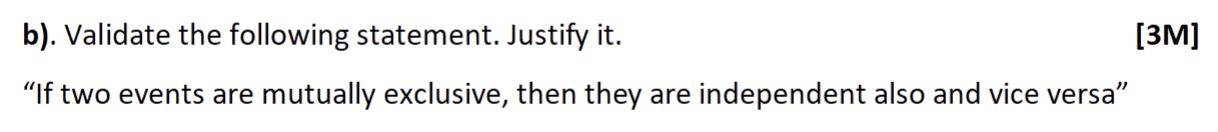 b). Validate the following statement. Justify it. [3M]
“If two events are mutually exclusive, then they are independent also and vice versa”